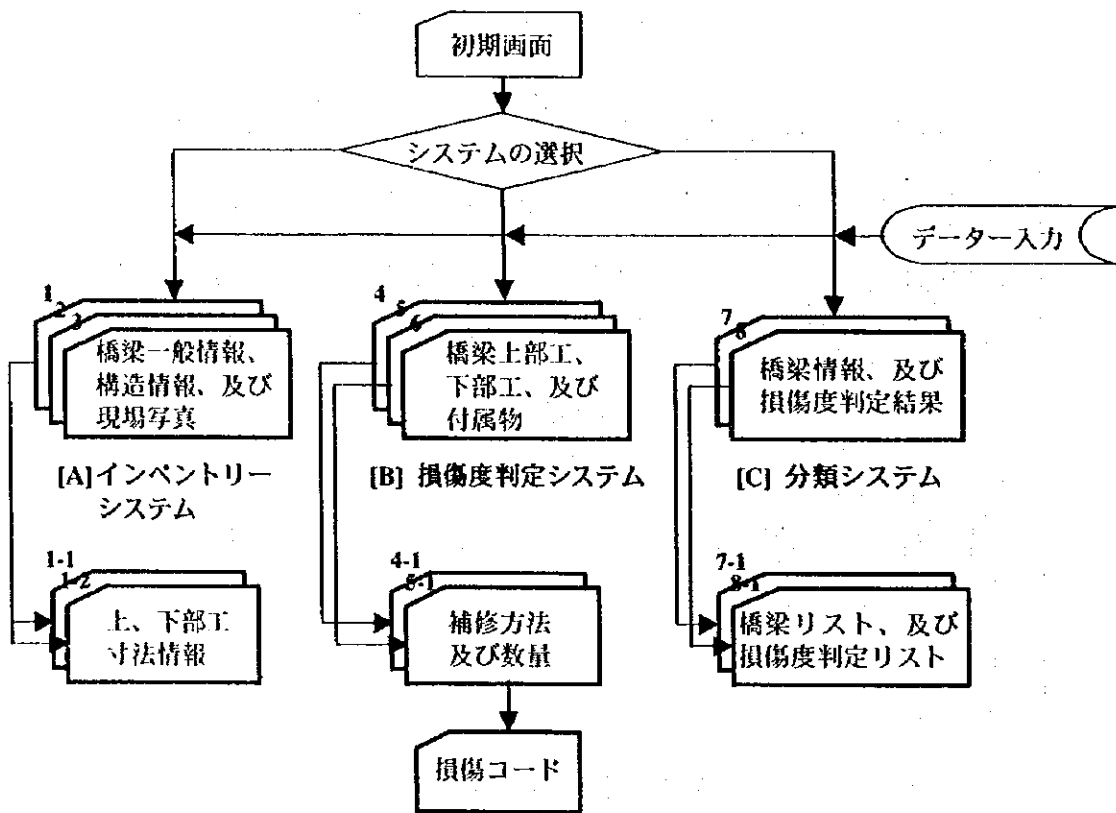 初期画面
システムの選択
データー入力
1
2
3
橋梁一般情報、
構造情報、及び
現場写真
[A]インベントリー
システム
4
5
6
橋梁上部工、
下部工、及び
付属物
[B] 損傷度判定システム
7
8
橋梁情報、及び
損傷度判定結果
[C] 分類システム
1-1
1-2
上、下部工
寸法情報
4-1
5-1
補修方法
及び数量
7-1
8-1
橋梁リスト、及び
損傷度判定リスト
損傷コード